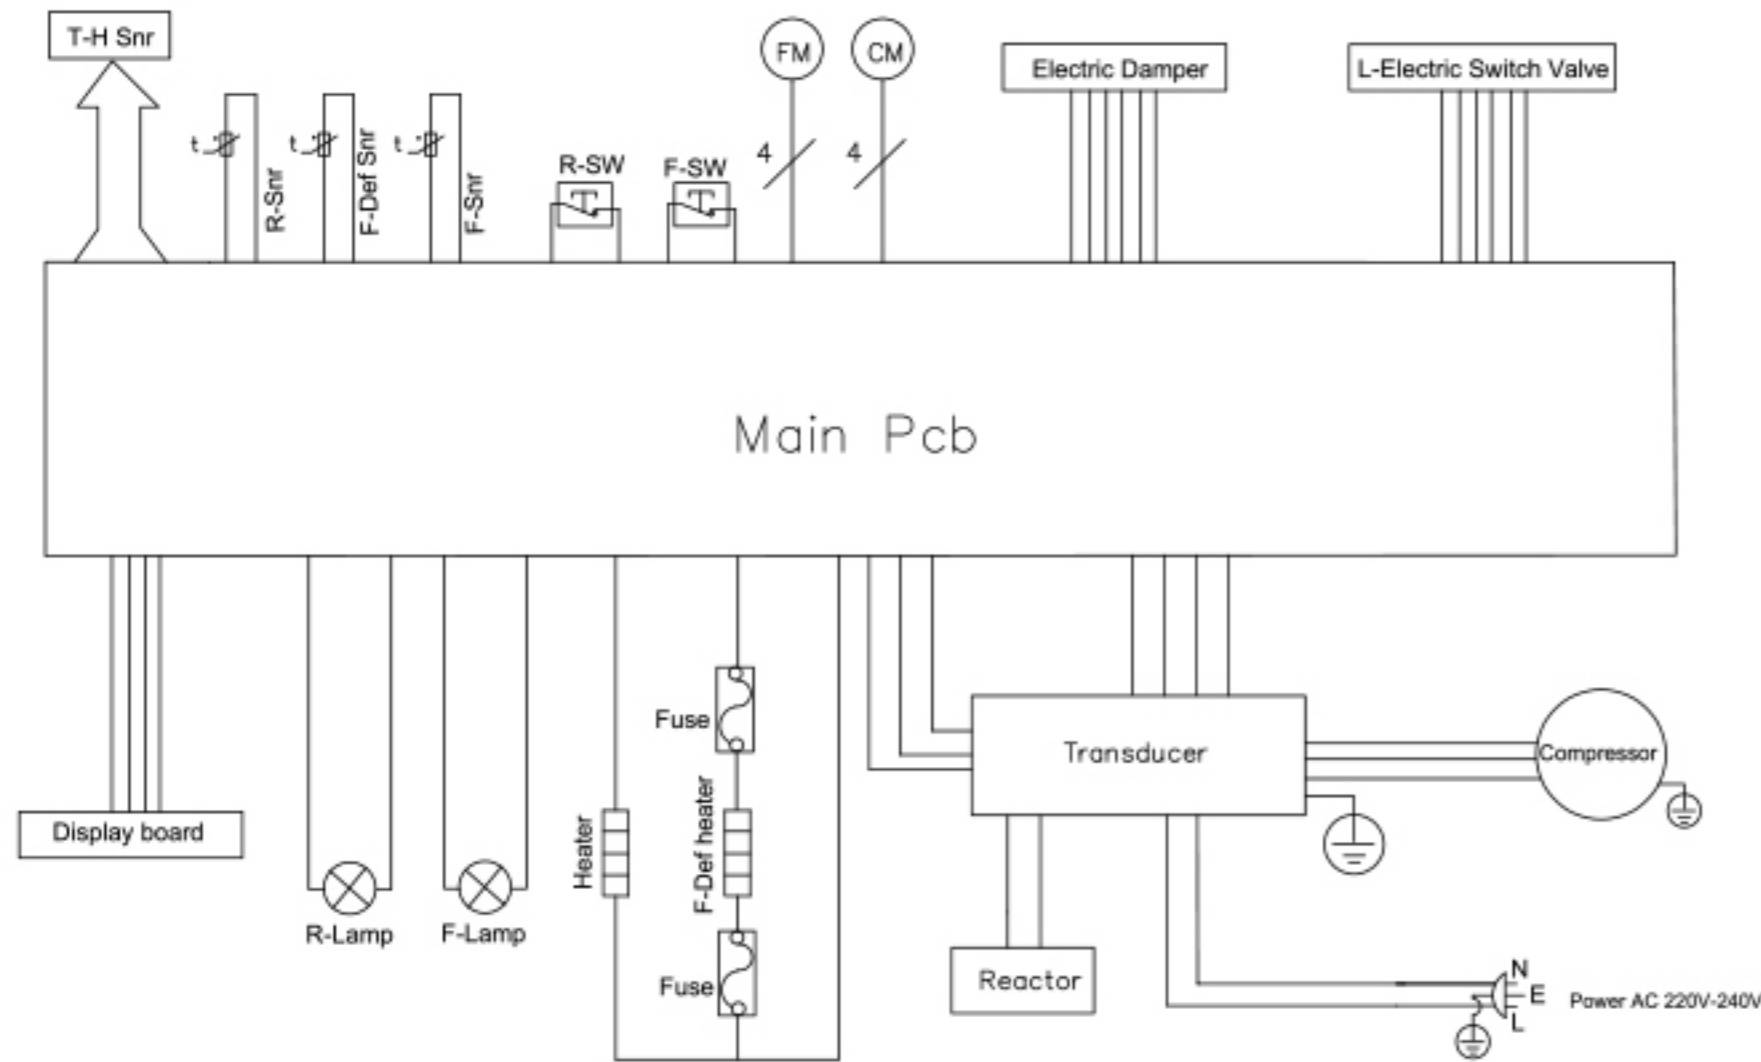 T-H Snr
FM
CM
Electric Damper
L-Electric Switch Valve
t
R-Snr
t
F-Def Snr
t
F-Snr
R-SW
F-SW
4
4
Main Pcb
Fuse
Transducer
Compressor
Display board
Heater
F-Def heater
R-Lamp
F-Lamp
Fuse
Reactor
N
E
L
Power AC 220V-240V